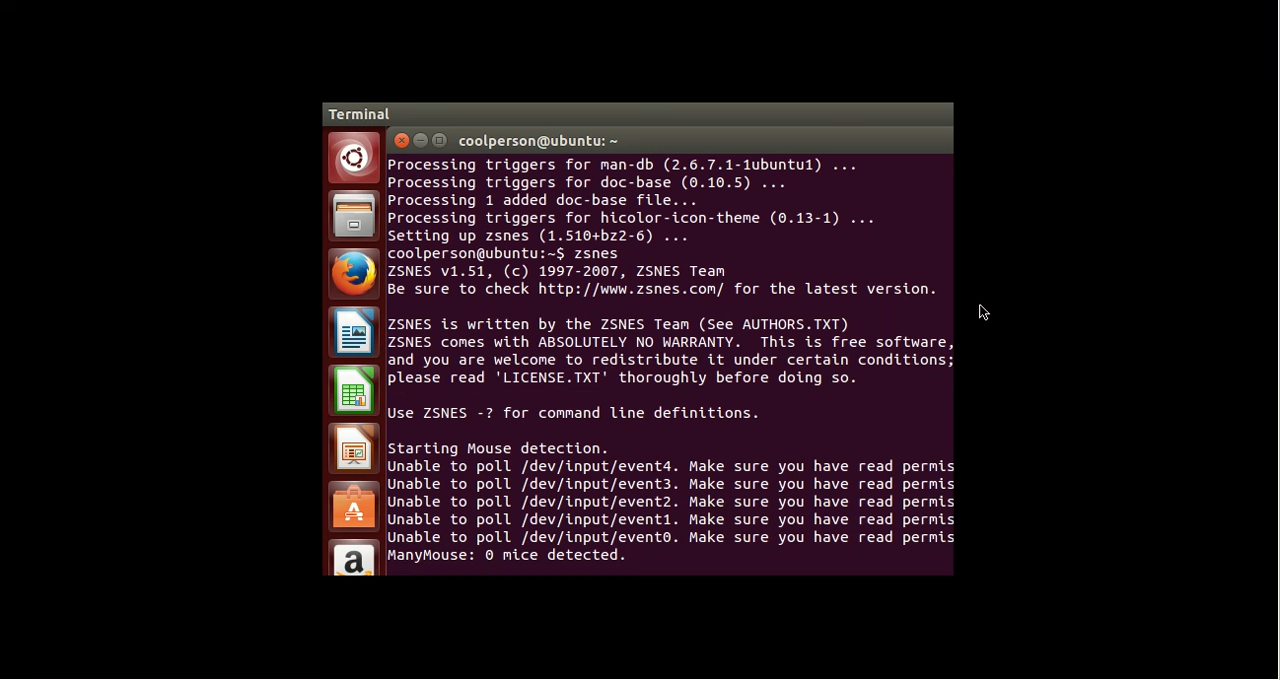 Terminal
coolperson@ubuntu: ~
Processing triggers for man-db (2.6.7.1-1ubuntu1) ...
Processing triggers for doc-base (0.10.5) ...
Processing 1 added doc-base file...
Processing triggers for hicolor-icon-theme (0.13-1) ...
Setting up zsnes (1.510+bz2-6) ...
coolperson@ubuntu:~$ zsnes
ZSNES v1.51, (c) 1997-2007, ZSNES Team
Be sure to check http://www.zsnes.com/ for the latest version.
ZSNES is written by the ZSNES Team (See AUTHORS.TXT)
ZSNES comes with ABSOLUTELY NO WARRANTY.  This is free software,
and you are welcome to redistribute it under certain conditions;
please read 'LICENSE.TXT' thoroughly before doing so.
Use ZSNES -? for command line definitions.
Starting Mouse detection.
Unable to poll /dev/input/event4. Make sure you have read permis
Unable to poll /dev/input/event3. Make sure you have read permis
Unable to poll /dev/input/event2. Make sure you have read permis
Unable to poll /dev/input/event1. Make sure you have read permis
Unable to poll /dev/input/event0. Make sure you have read permis
ManyMouse: 0 mice detected.